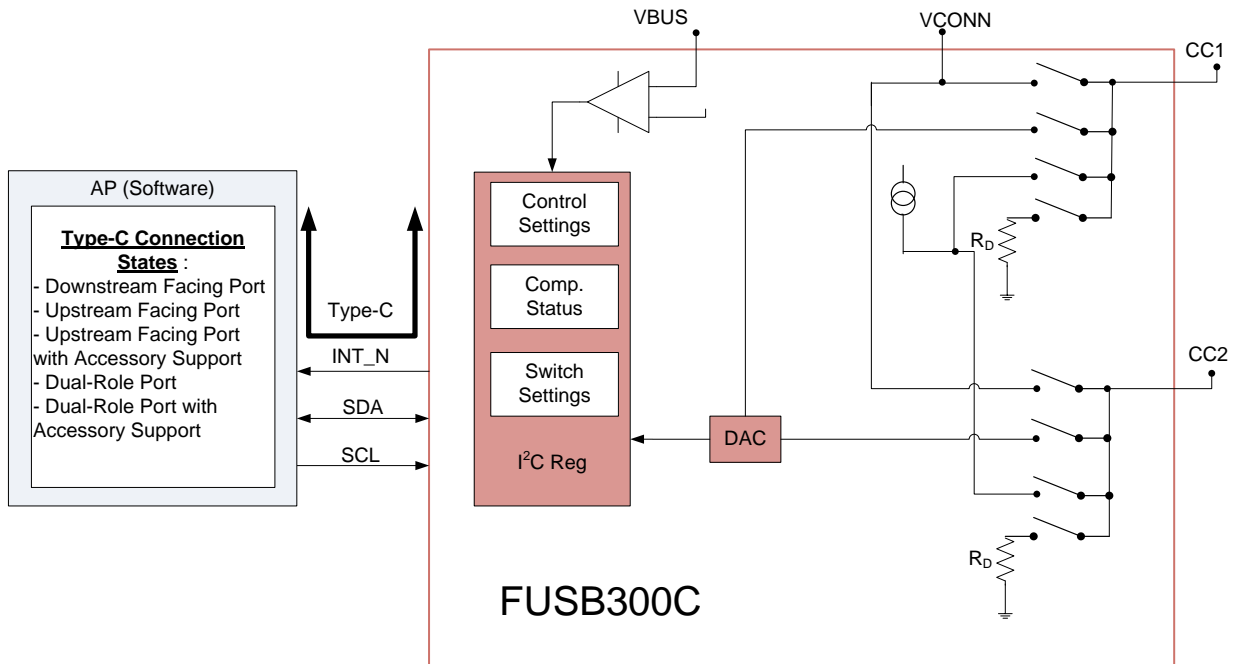 VBUS
VCONN
CC1
AP (Software)
Type-C Connection
States :
- Downstream Facing Port
- Upstream Facing Port
- Upstream Facing Port
with Accessory Support
- Dual-Role Port
- Dual-Role Port with
Accessory Support
Type-C
INT_N
SDA
SCL
Control
Settings
Comp.
Status
Switch
Settings
I²C Reg
DAC
R_D
CC2
R_D
FUSB300C